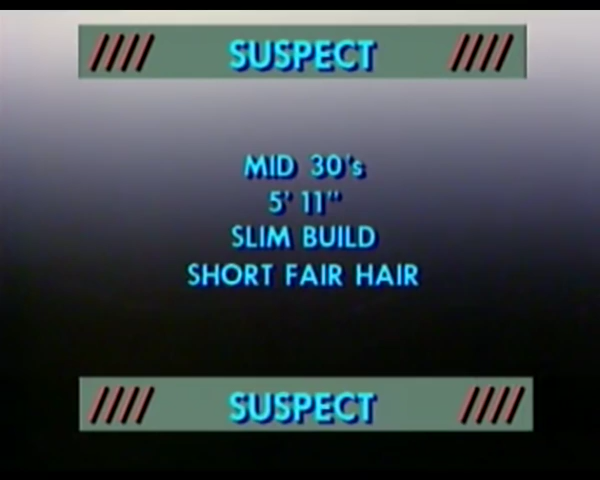 SUSPECT
MID 30's
5' 11"
SLIM BUILD
SHORT FAIR HAIR
SUSPECT